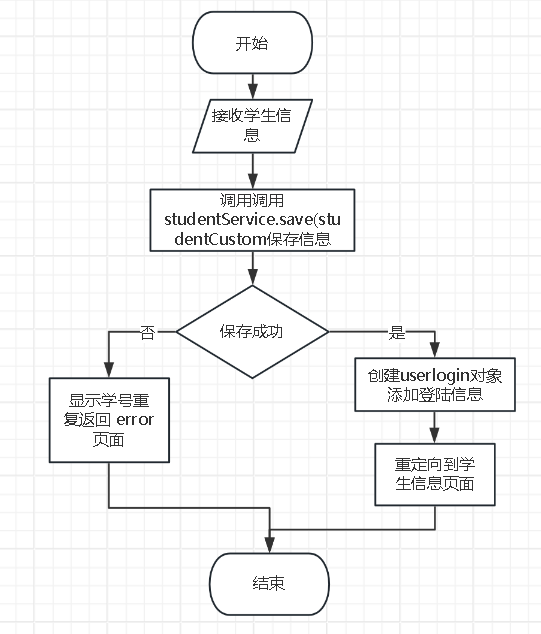 开始
接收学生信
息
调用调用
studentService.save(stu
dentCustom保存信息
保存成功
否
是
创建userlogin对象
添加登陆信息
显示学号重
复返回 error
页面
重定向到学
生信息页面
结束